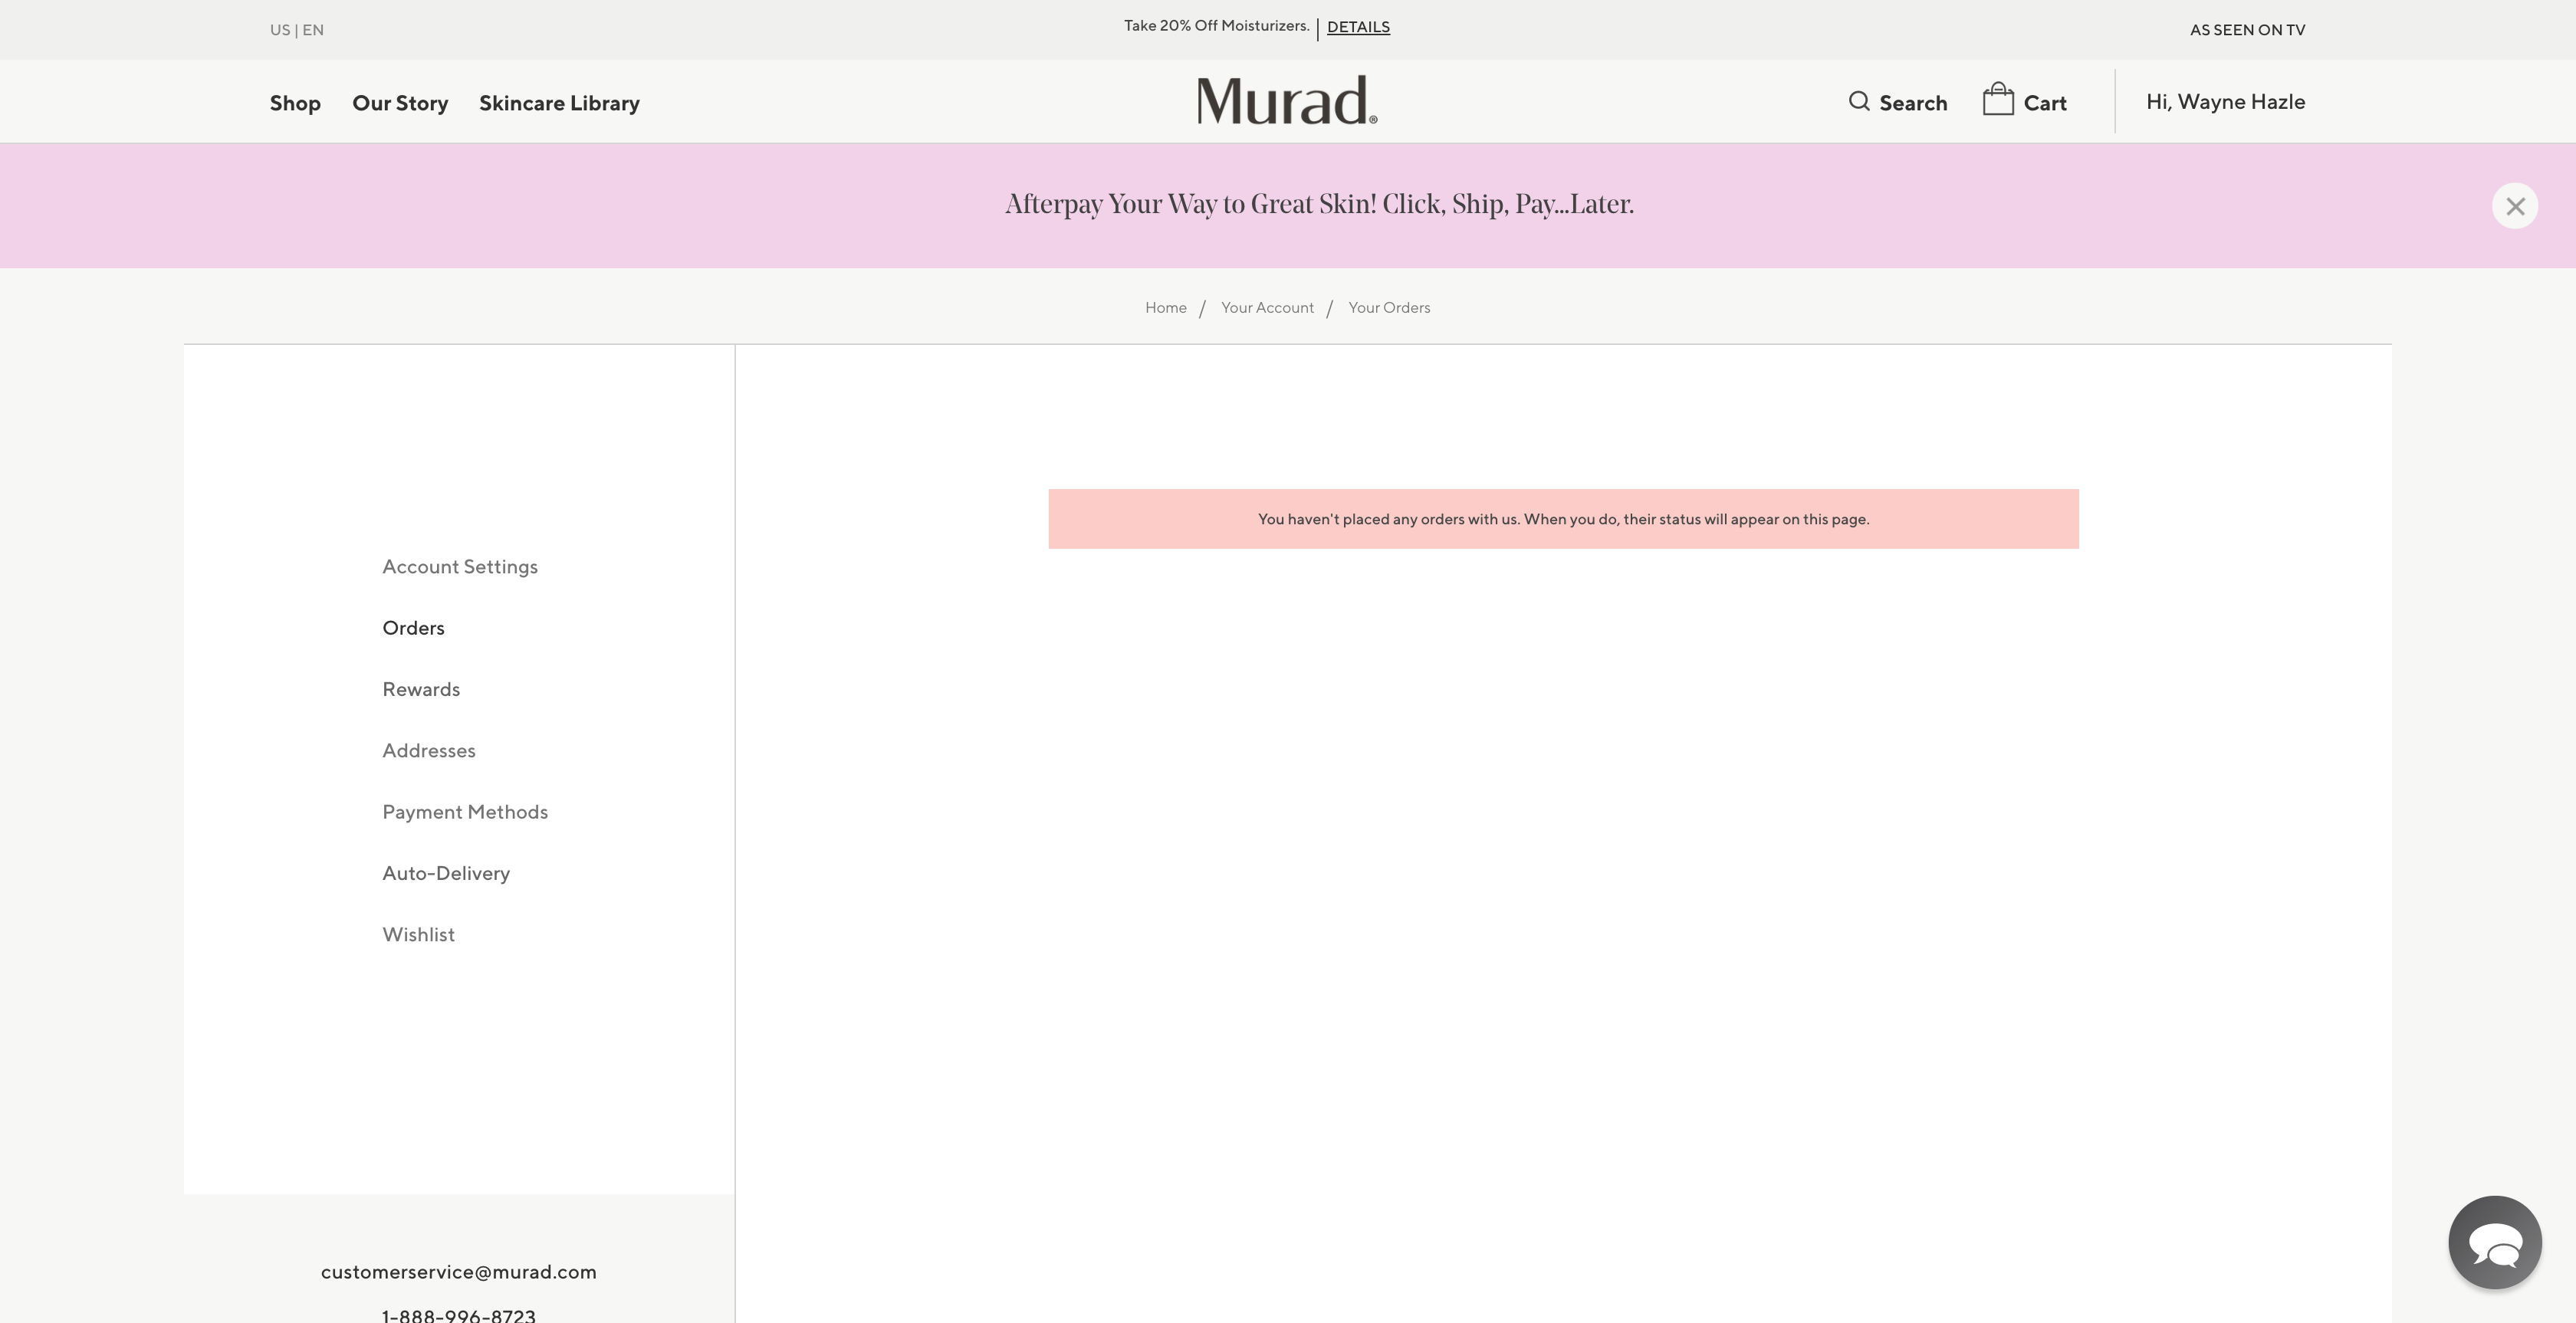 US | EN
Take 20% Off Moisturizers. | DETAILS
AS SEEN ON TV
Shop Our Story Skincare Library
Murad®
Search Cart Hi, Wayne Hazle
Afterpay Your Way to Great Skin! Click, Ship, Pay...Later.
Home / Your Account / Your Orders
You haven't placed any orders with us. When you do, their status will appear on this page.
Account Settings
Orders
Rewards
Addresses
Payment Methods
Auto-Delivery
Wishlist
customerservice@murad.com
1-888-996-8723